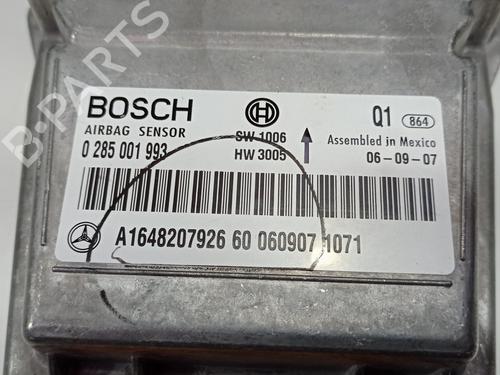 BOSCH
AIRBAG SENSOR
0 285 001 993
SW 1006
HW 3005
Q1 864
Assembled in Mexico
06-09-07
A1648207926 60 060907 1071
B-PARTS